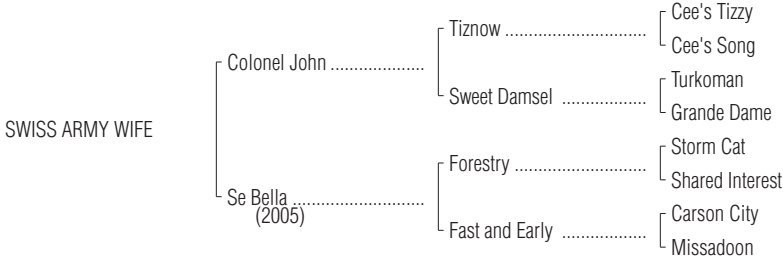 Cee's Tizzy
Tiznow ..............................
Cee's Song
Colonel John ....................
Turkoman
Sweet Damsel ..................
Grande Dame
SWISS ARMY WIFE
Storm Cat
Forestry ............................
Shared Interest
Se Bella ............................
(2005)
Carson City
Fast and Early ..................
Missadoon